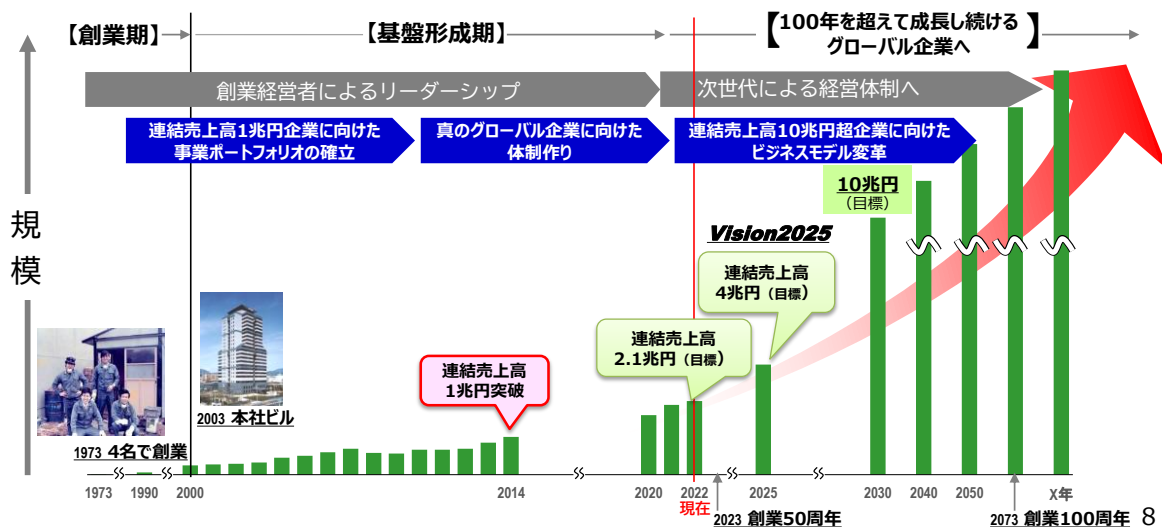 【創業期】
【基盤形成期】
【100年を超えて成長し続ける
グローバル企業へ】
創業経営者によるリーダーシップ
次世代による経営体制へ
連結売上高1兆円企業に向けた
事業ポートフォリオの確立
真のグローバル企業に向けた
体制作り
連結売上高10兆円超企業に向けた
ビジネスモデル変革
規模
10兆円
(目標)
Vision2025
連結売上高
4兆円（目標）
連結売上高
2.1兆円（目標）
連結売上高
1兆円突破
2003 本社ビル
1973 4名で創業
1973
1990
2000
2014
2020
2022
現在
2025
2030
2040
2050
X年
2023 創業50周年
2073 創業100周年
8